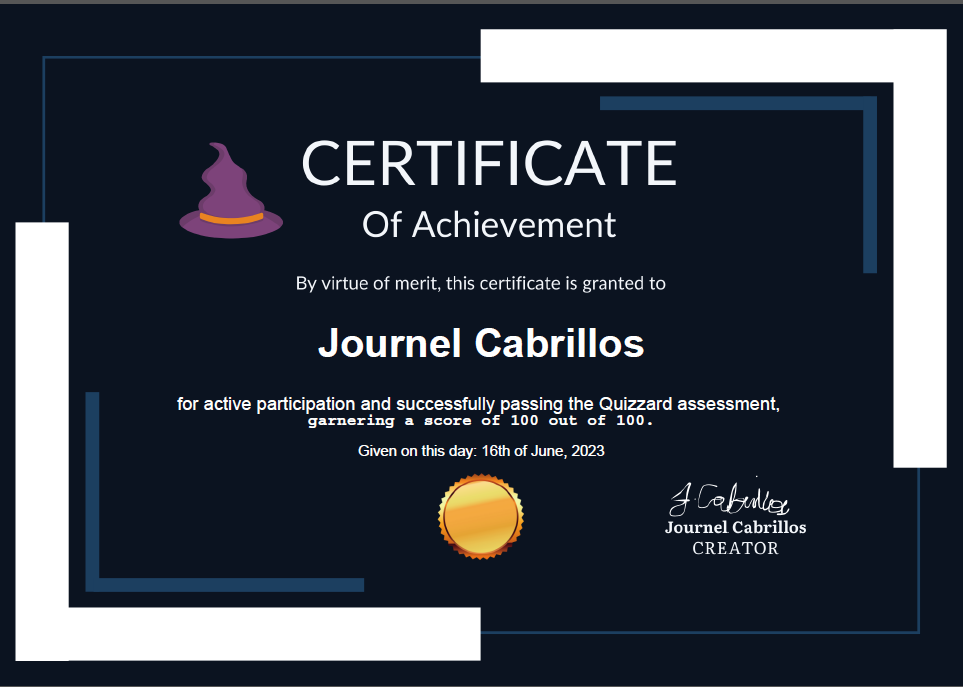 CERTIFICATE
Of Achievement
By virtue of merit, this certificate is granted to
Journel Cabrillos
for active participation and successfully passing the Quizzard assessment,
garnering a score of 100 out of 100.
Given on this day: 16th of June, 2023
J. Cabrillos
Journel Cabrillos
CREATOR